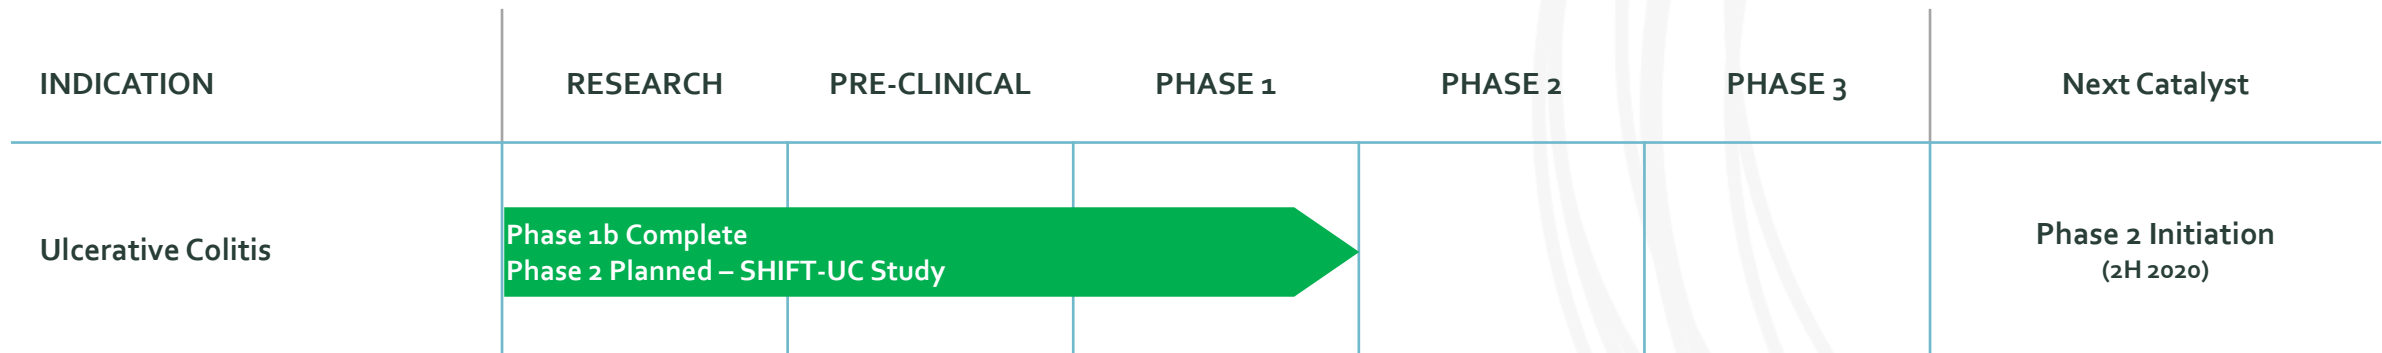 INDICATION RESEARCH PRE-CLINICAL PHASE 1 PHASE 2 PHASE 3 Next Catalyst
Ulcerative Colitis
Phase 1b Complete
Phase 2 Planned – SHIFT-UC Study
Phase 2 Initiation
(2H 2020)